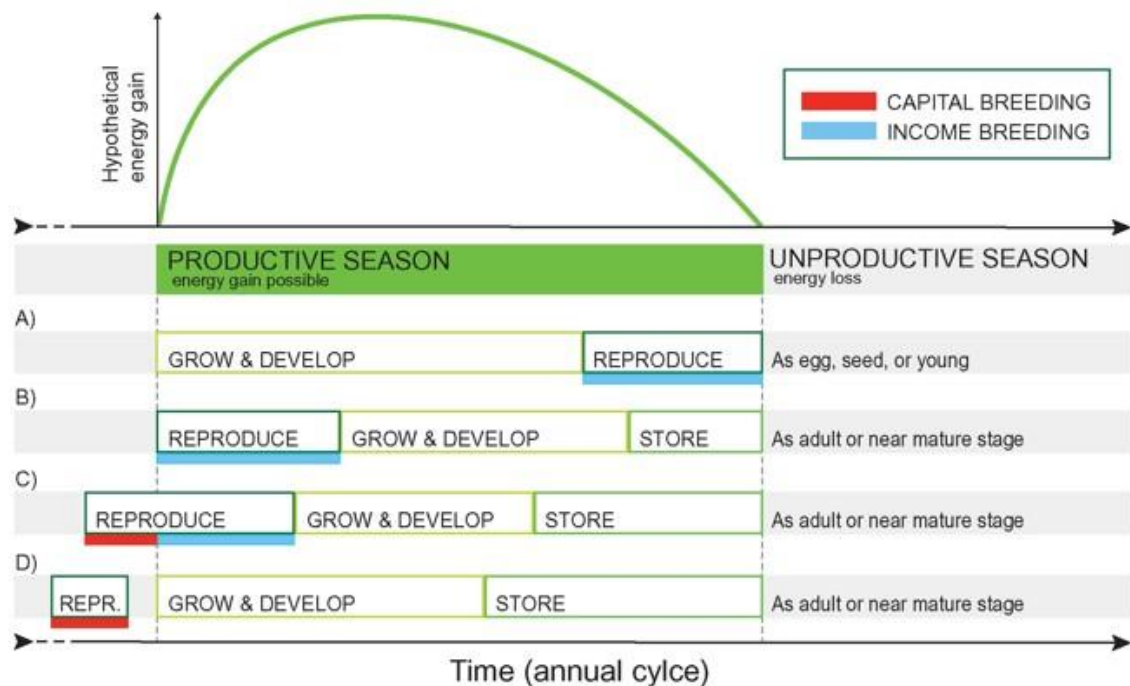 Hypothetical
energy gain
CAPITAL BREEDING
INCOME BREEDING
PRODUCTIVE SEASON
energy gain possible
UNPRODUCTIVE SEASON
energy loss
A)
GROW & DEVELOP
REPRODUCE
As egg, seed, or young
B)
REPRODUCE
GROW & DEVELOP
STORE
As adult or near mature stage
C)
REPRODUCE
GROW & DEVELOP
STORE
As adult or near mature stage
D)
REPR.
GROW & DEVELOP
STORE
As adult or near mature stage
Time (annual cylce)